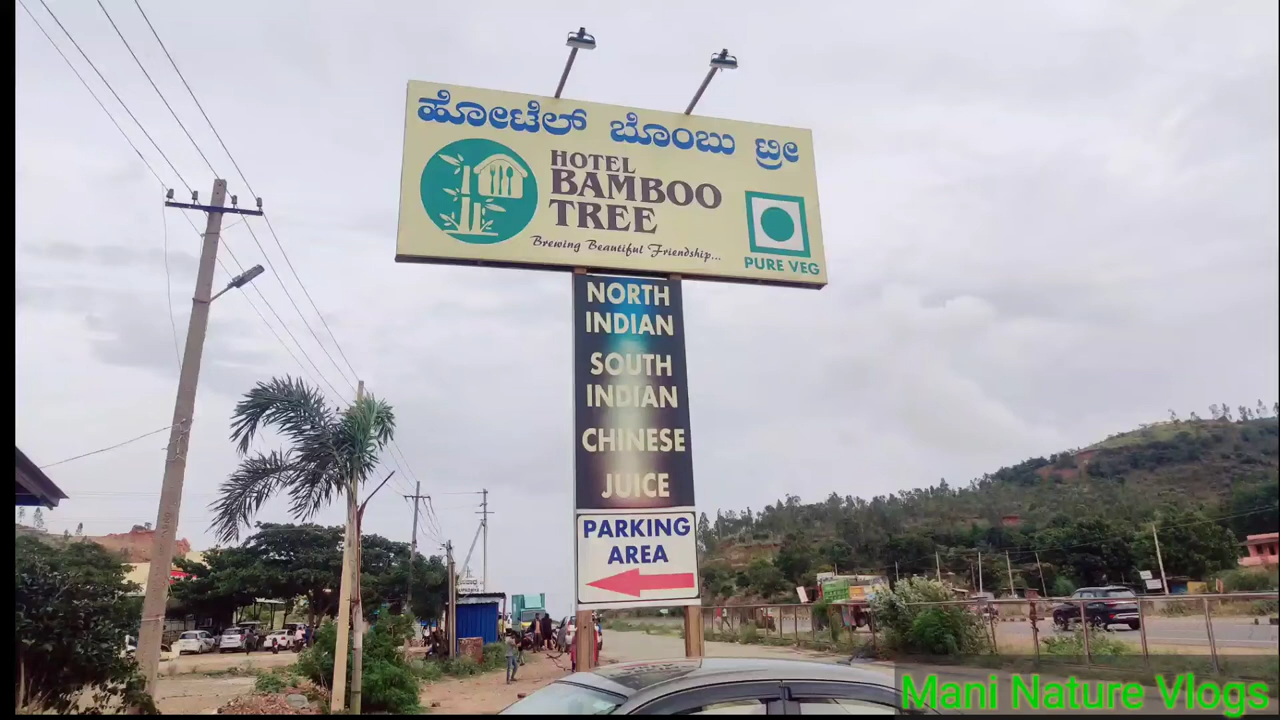 ಹೋಟೆಲ್ ಬೊಂಬು ಟ್ರೀ
HOTEL
BAMBOO
TREE
Brewing Beautiful Friendship...
PURE VEG
NORTH
INDIAN
SOUTH
INDIAN
CHINESE
JUICE
PARKING
AREA
Mani Nature Vlogs